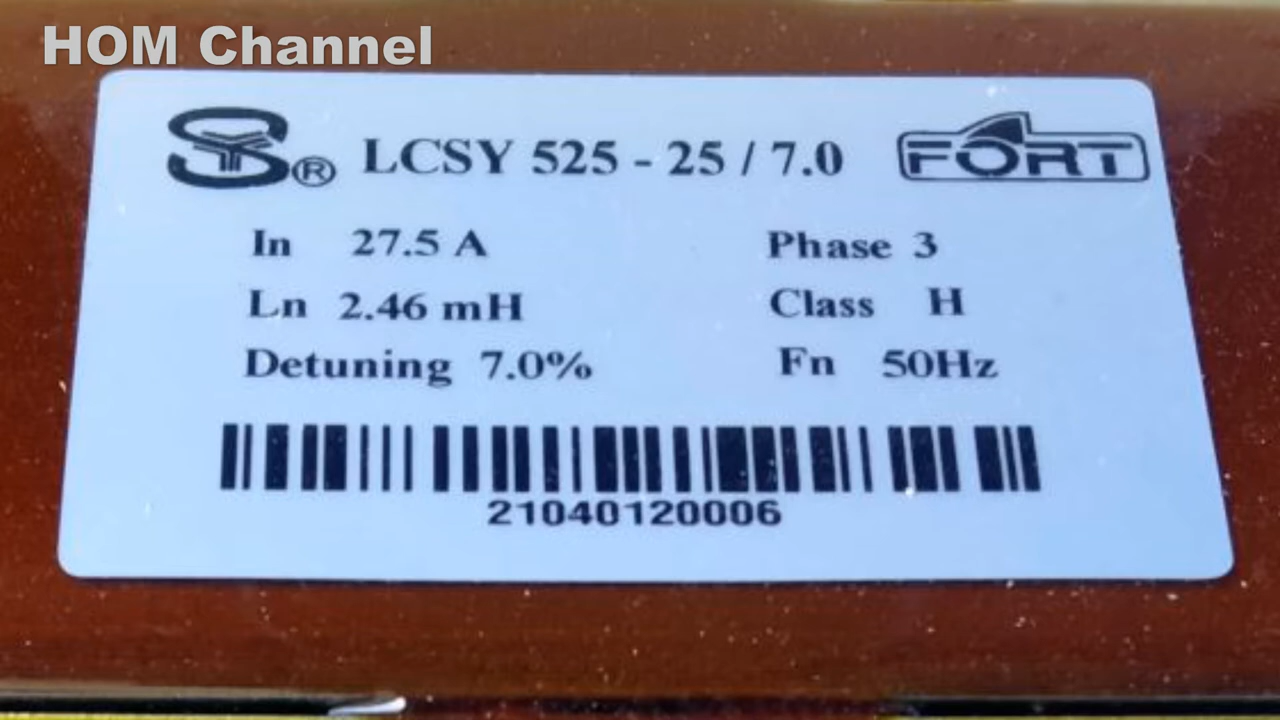 HOM Channel
SY® LCSY 525 - 25 / 7.0 FORT
In 27.5 A Phase 3
Ln 2.46 mH Class H
Detuning 7.0% Fn 50Hz
21040120006